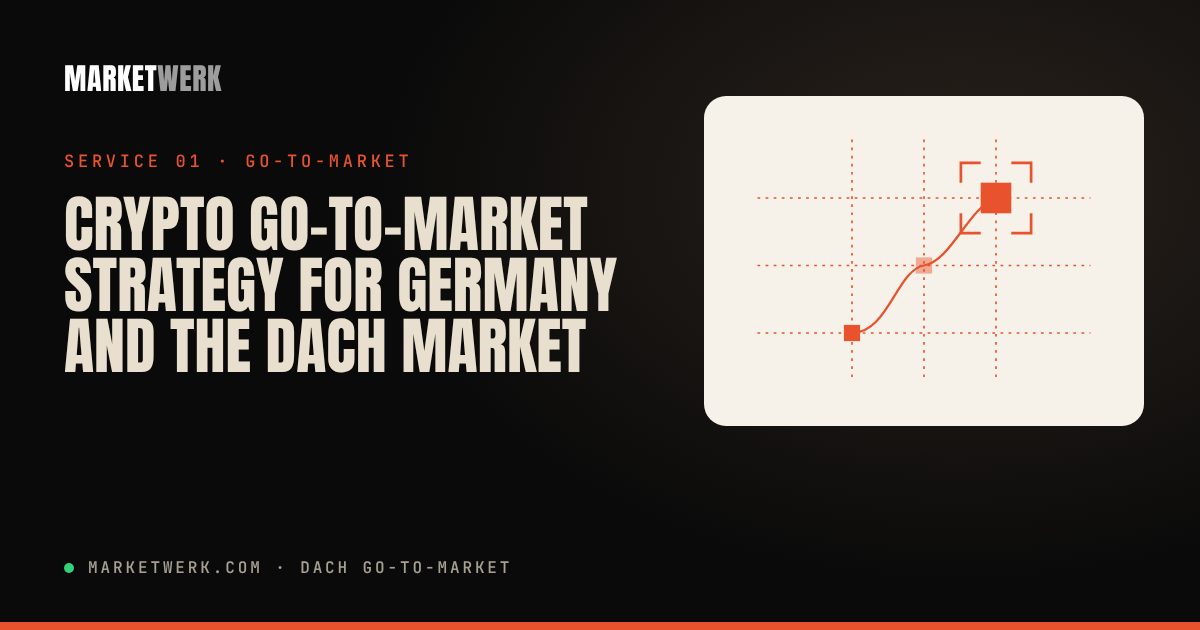 MARKETWERK
SERVICE 01 · GO-TO-MARKET
CRYPTO GO-TO-MARKET
STRATEGY FOR GERMANY
AND THE DACH MARKET
MARKETWERK.COM · DACH GO-TO-MARKET